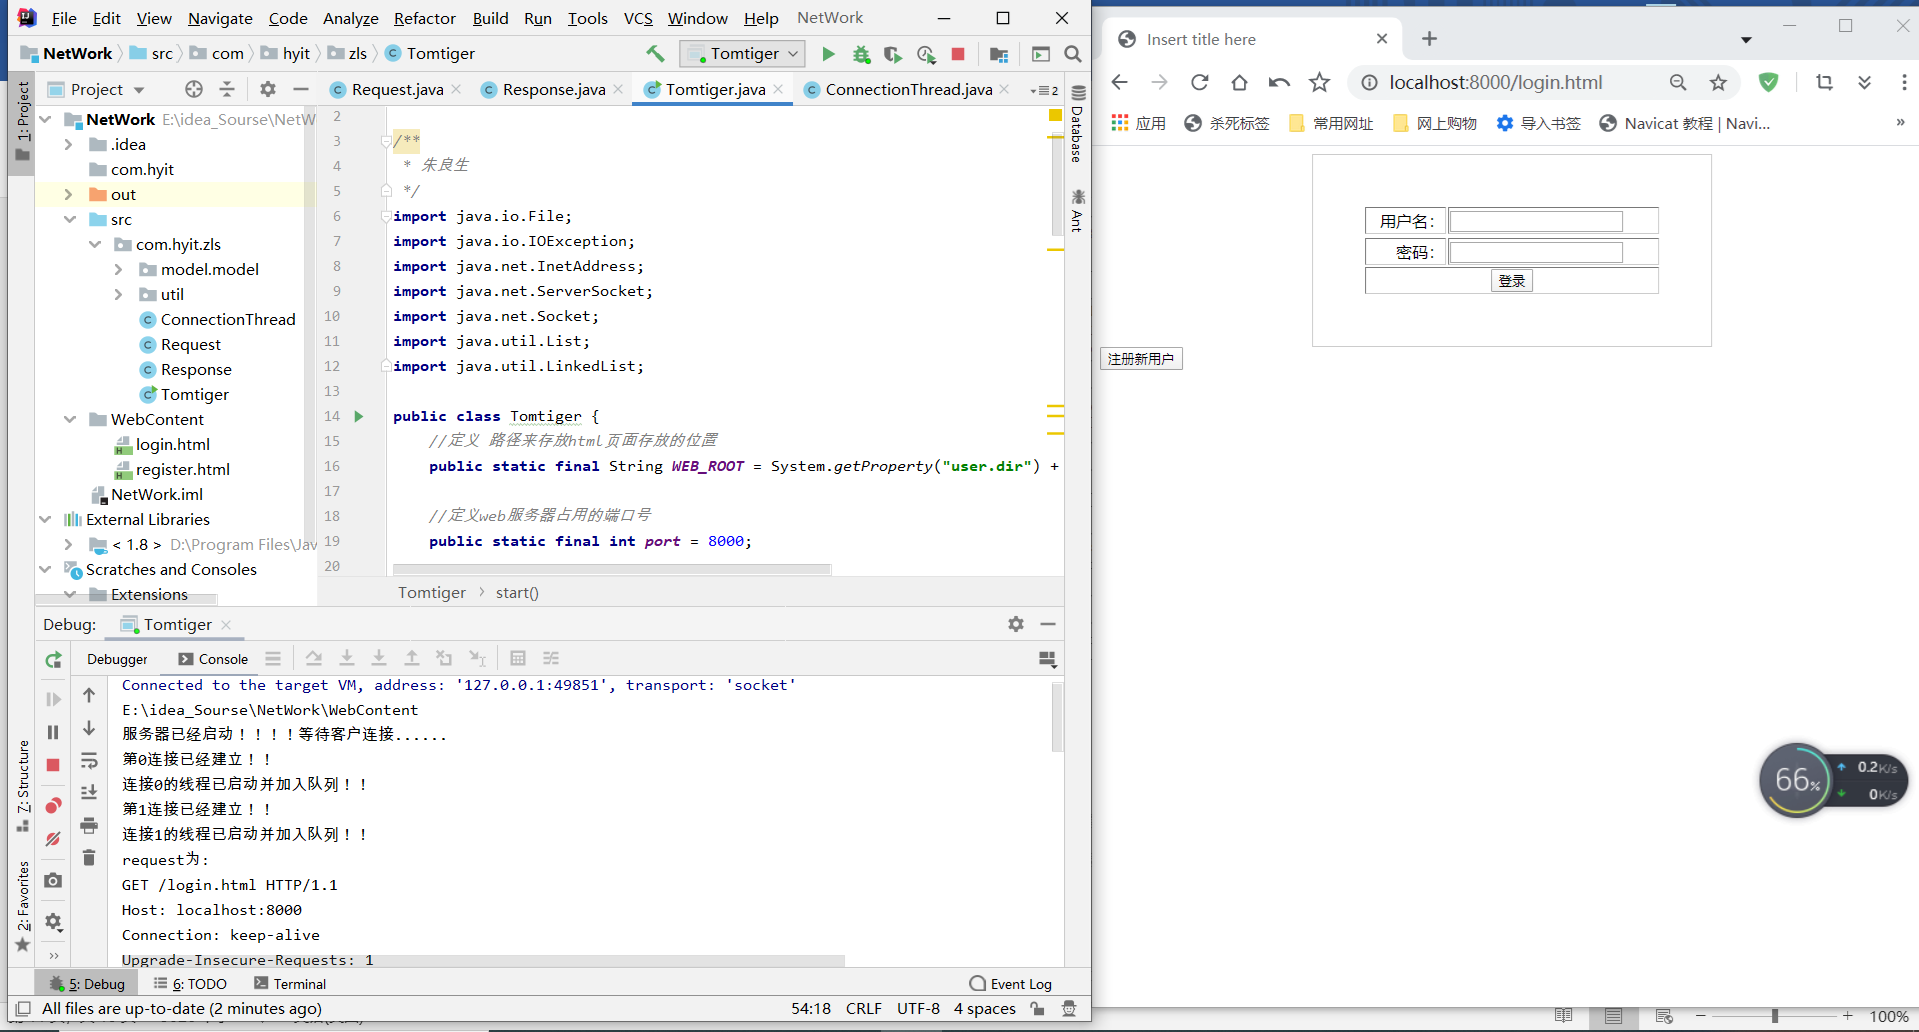 File Edit View Navigate Code Analyze Refactor Build Run Tools VCS Window Help NetWork
NetWork src com hyit zls Tomtiger Tomtiger
1: Project
Project
Request.java Response.java Tomtiger.java ConnectionThread.java 2
NetWork E:\idea_Sourse\NetW
.idea
com.hyit
out
src
com.hyit.zls
model.model
util
ConnectionThread
Request
Response
Tomtiger
WebContent
login.html
register.html
NetWork.iml
External Libraries
< 1.8 > D:\Program Files\Jav
Scratches and Consoles
Extensions
2
3 /**
4 * 朱良生
5 */
6 import java.io.File;
7 import java.io.IOException;
8 import java.net.InetAddress;
9 import java.net.ServerSocket;
10 import java.net.Socket;
11 import java.util.List;
12 import java.util.LinkedList;
13
14 public class Tomtiger {
15 //定义 路径来存放html页面存放的位置
16 public static final String WEB_ROOT = System.getProperty("user.dir") +
17
18 //定义web服务器占用的端口号
19 public static final int port = 8000;
20
Tomtiger start()
Database
Ant
Debug: Tomtiger
Debugger Console
Connected to the target VM, address: '127.0.0.1:49851', transport: 'socket'
E:\idea_Sourse\NetWork\WebContent
服务器已经启动！！！！等待客户连接......
第0连接已经建立！！
连接0的线程已启动并加入队列！！
第1连接已经建立！！
连接1的线程已启动并加入队列！！
request为:
GET /login.html HTTP/1.1
Host: localhost:8000
Connection: keep-alive
Upgrade-Insecure-Requests: 1
7: Structure
2: Favorites
5: Debug 6: TODO Terminal Event Log
All files are up-to-date (2 minutes ago) 54:18 CRLF UTF-8 4 spaces
Insert title here
localhost:8000/login.html
应用 杀死标签 常用网址 网上购物 导入书签 Navicat 教程 | Navi...
用户名：
密码：
登录
注册新用户
66%
0.2K/s
0K/s
100%